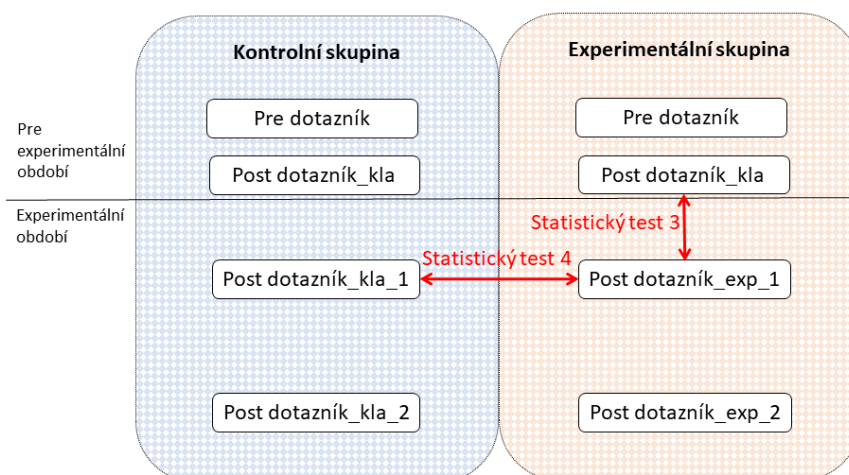 Kontrolní skupina
Experimentální skupina
Pre
experimentální
období
Pre dotazník
Pre dotazník
Post dotazník_kla
Post dotazník_kla
Experimentální
období
Statistický test 3
Statistický test 4
Post dotazník_kla_1
Post dotazník_exp_1
Post dotazník_kla_2
Post dotazník_exp_2